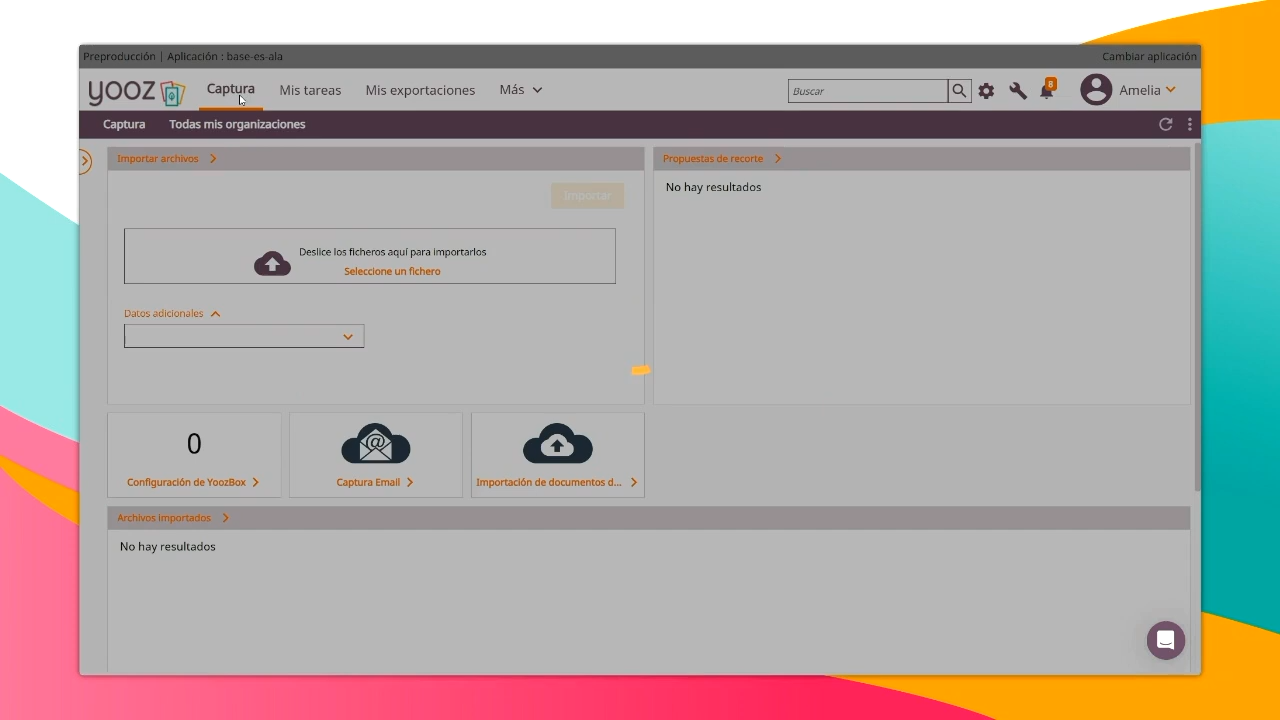 Preproducción | Aplicación : base-es-ala
Cambiar aplicación
yooz
Captura
Mis tareas
Mis exportaciones
Más
Buscar
8
Amelia
Captura
Todas mis organizaciones
Importar archivos
Propuestas de recorte
Importar
No hay resultados
Deslice los ficheros aquí para importarlos
Seleccione un fichero
Datos adicionales
0
@
Configuración de YoozBox
Captura Email
Importación de documentos d...
Archivos importados
No hay resultados